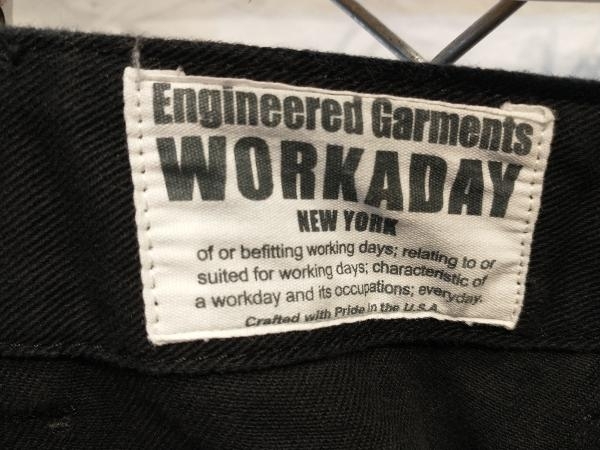 Engineered Garments
WORKADAY
NEW YORK
of or befitting working days; relating to or
suited for working days; characteristic of
a workday and its occupations; everyday.
Crafted with Pride in the U.S.A.